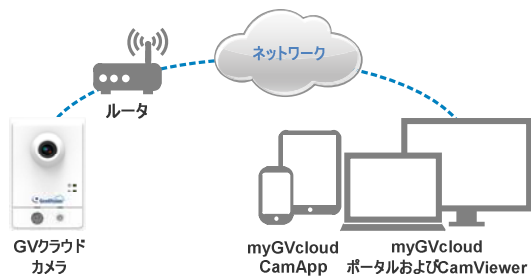 ネットワーク
ルータ
GVクラウド
カメラ
myGVcloud
CamApp
myGVcloud
ポータルおよびCamViewer